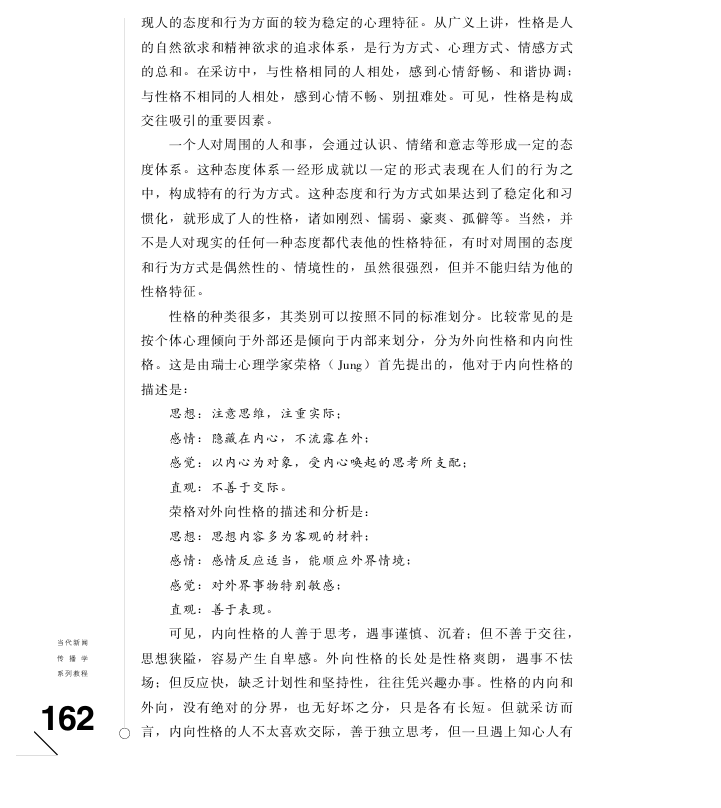 现人的态度和行为方面的较为稳定的心理特征。从广义上讲，性格是人
的自然欲求和精神欲求的追求体系，是行为方式、心理方式、情感方式
的总和。在采访中，与性格相同的人相处，感到心情舒畅、和谐协调；
与性格不相同的人相处，感到心情不畅、别扭难处。可见，性格是构成
交往吸引的重要因素。
一个人对周围的人和事，会通过认识、情绪和意志等形成一定的态
度体系。这种态度体系一经形成就以一定的形式表现在人们的行为之
中，构成特有的行为方式。这种态度和行为方式如果达到了稳定化和习
惯化，就形成了人的性格，诸如刚烈、懦弱、豪爽、孤僻等。当然，并
不是人对现实的任何一种态度都代表他的性格特征，有时对周围的态度
和行为方式是偶然性的、情境性的，虽然很强烈，但并不能归结为他的
性格特征。
性格的种类很多，其类别可以按照不同的标准划分。比较常见的是
按个体心理倾向于外部还是倾向于内部来划分，分为外向性格和内向性
格。这是由瑞士心理学家荣格（Jung）首先提出的，他对于内向性格的
描述是：
思想：注意思维，注重实际；
感情：隐藏在内心，不流露在外；
感觉：以内心为对象，受内心唤起的思考所支配；
直观：不善于交际。
荣格对外向性格的描述和分析是：
思想：思想内容多为客观的材料；
感情：感情反应适当，能顺应外界情境；
感觉：对外界事物特别敏感；
直观：善于表现。
可见，内向性格的人善于思考，遇事谨慎、沉着；但不善于交往，
思想狭隘，容易产生自卑感。外向性格的长处是性格爽朗，遇事不怯
场；但反应快，缺乏计划性和坚持性，往往凭兴趣办事。性格的内向和
外向，没有绝对的分界，也无好坏之分，只是各有长短。但就采访而
言，内向性格的人不太喜欢交际，善于独立思考，但一旦遇上知心人有
当代新闻
传播学
系列教程
162